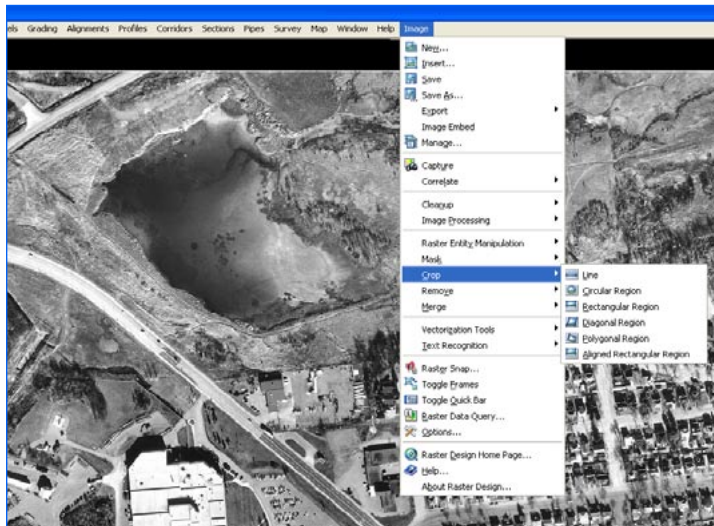 els Grading Alignments Profiles Corridors Sections Pipes Survey Map Window Help Image
New...
Insert...
Save
Save As...
Export
Image Embed
Manage...
Capture
Correlate
Cleanup
Image Processing
Raster Entity Manipulation
Mask
Crop
Line
Circular Region
Rectangular Region
Diagonal Region
Polygonal Region
Aligned Rectangular Region
Remove
Merge
Vectorization Tools
Text Recognition
Raster Snap...
Toggle Frames
Toggle Quick Bar
Raster Data Query...
Options...
Raster Design Home Page...
Help...
About Raster Design...